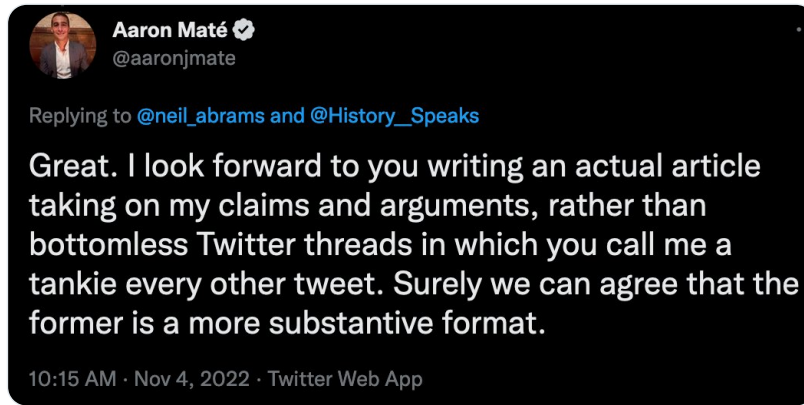 Aaron Maté
@aaronjmate
Replying to @neil_abrams and @History__Speaks
Great. I look forward to you writing an actual article
taking on my claims and arguments, rather than
bottomless Twitter threads in which you call me a
tankie every other tweet. Surely we can agree that the
former is a more substantive format.
10:15 AM · Nov 4, 2022 · Twitter Web App